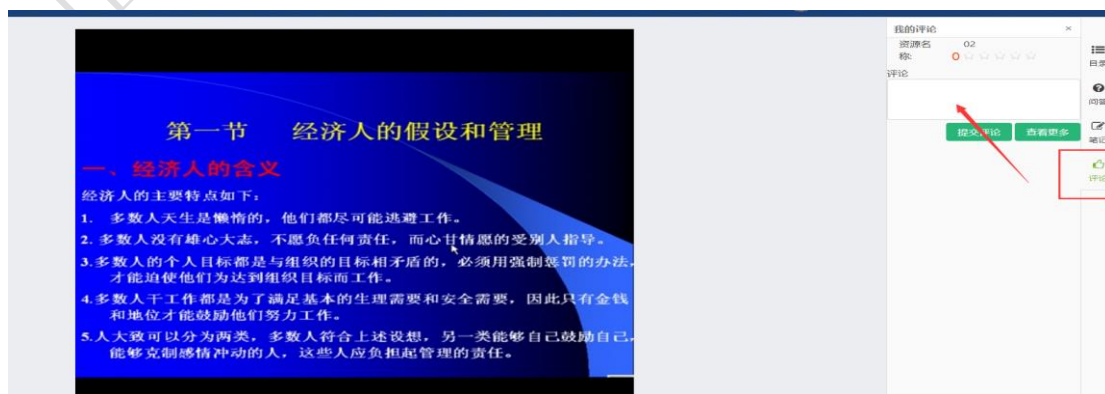 第一节 经济人的假设和管理
一、经济人的含义
经济人的主要特点如下:
1. 多数人天生是懒惰的,他们都尽可能逃避工作。
2. 多数人没有雄心大志,不愿负任何责任,而心甘情愿的受别人指导。
3.多数人的个人目标都是与组织的目标相矛盾的,必须用强制惩罚的办法,
才能迫使他们为达到组织目标而工作。
4.多数人干工作都是为了满足基本的生理需要和安全需要,因此只有金钱
和地位才能鼓励他们努力工作。
5.人大致可以分为两类,多数人符合上述设想,另一类能够自己鼓励自己,
能够克制感情冲动的人,这些人应负担起管理的责任。
我的评论 ×
资源名 02
称: 0 ☆☆☆☆☆
评论
提交评论 查看更多
目录
问答
笔记
评论